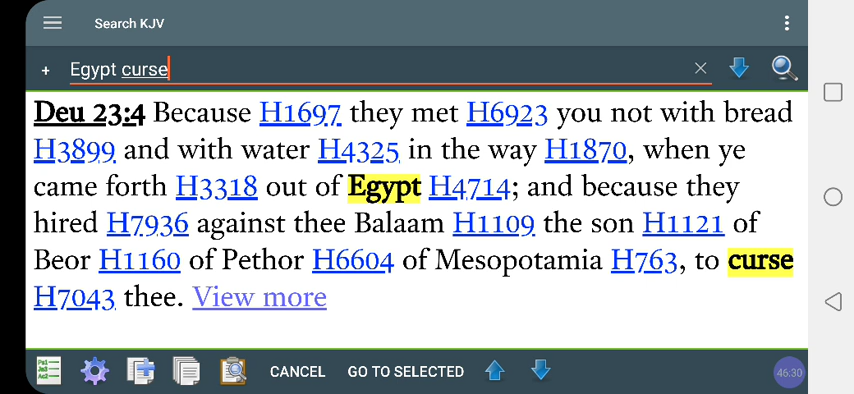 Search KJV
+ Egypt curse
Deu 23:4 Because H1697 they met H6923 you not with bread
H3899 and with water H4325 in the way H1870, when ye
came forth H3318 out of Egypt H4714; and because they
hired H7936 against thee Balaam H1109 the son H1121 of
Beor H1160 of Pethor H6604 of Mesopotamia H763, to curse
H7043 thee. View more
CANCEL GO TO SELECTED
46:30